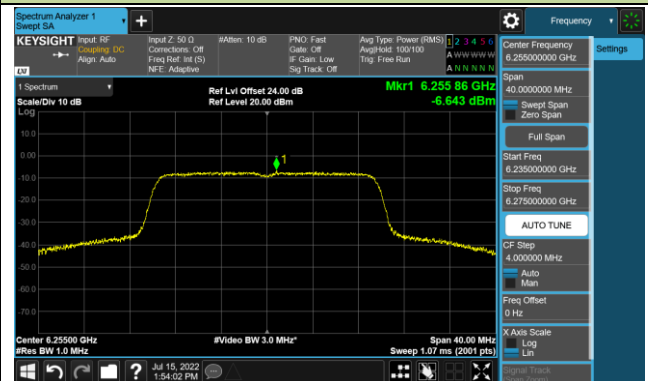 Spectrum Analyzer 1
Swept SA
Frequency
KEYSIGHT
Input: RF
Coupling: DC
Align: Auto
Input Z: 50 Ω
Corrections: Off
Freq Ref: Int (S)
NFE: Adaptive
#Atten: 10 dB
PNO: Fast
Gate: Off
IF Gain: Low
Sig Track: Off
Avg Type: Power (RMS)
Avg|Hold: 100/100
Trig: Free Run
1 2 3 4 5 6
A W W W W W
A N N N N N
LXI
Center Frequency
6.255000000 GHz
Settings
Span
40.0000000 MHz
Swept Span
Zero Span
Full Span
Start Freq
6.235000000 GHz
Stop Freq
6.275000000 GHz
AUTO TUNE
CF Step
4.000000 MHz
Auto
Man
Freq Offset
0 Hz
X Axis Scale
Log
Lin
Signal Track
1 Spectrum
Scale/Div 10 dB
Log
Ref Lvl Offset 24.00 dB
Ref Level 20.00 dBm
Mkr1 6.255 86 GHz
-6.643 dBm
10.0
0.00
-10.0
-20.0
-30.0
-40.0
-50.0
-60.0
-70.0
1
Center 6.25500 GHz
#Res BW 1.0 MHz
#Video BW 3.0 MHz*
Span 40.00 MHz
Sweep 1.07 ms (2001 pts)
?
Jul 15, 2022
1:54:02 PM